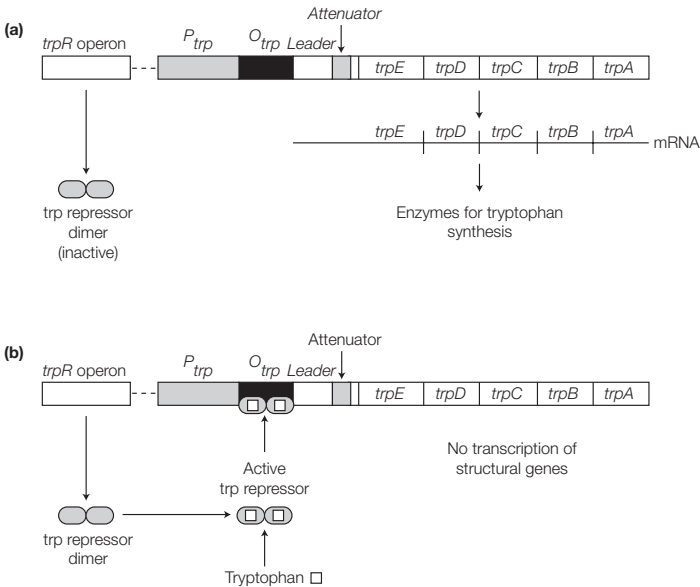 Attenuator
(a)
trpR operon
P trp
O trp
Leader
trpE
trpD
trpC
trpB
trpA
trpE
trpD
trpC
trpB
trpA
mRNA
trp repressor
dimer
(inactive)
Enzymes for tryptophan
synthesis
Attenuator
(b)
trpR operon
P trp
O trp
Leader
trpE
trpD
trpC
trpB
trpA
No transcription of
structural genes
Active
trp repressor
trp repressor
dimer
Tryptophan